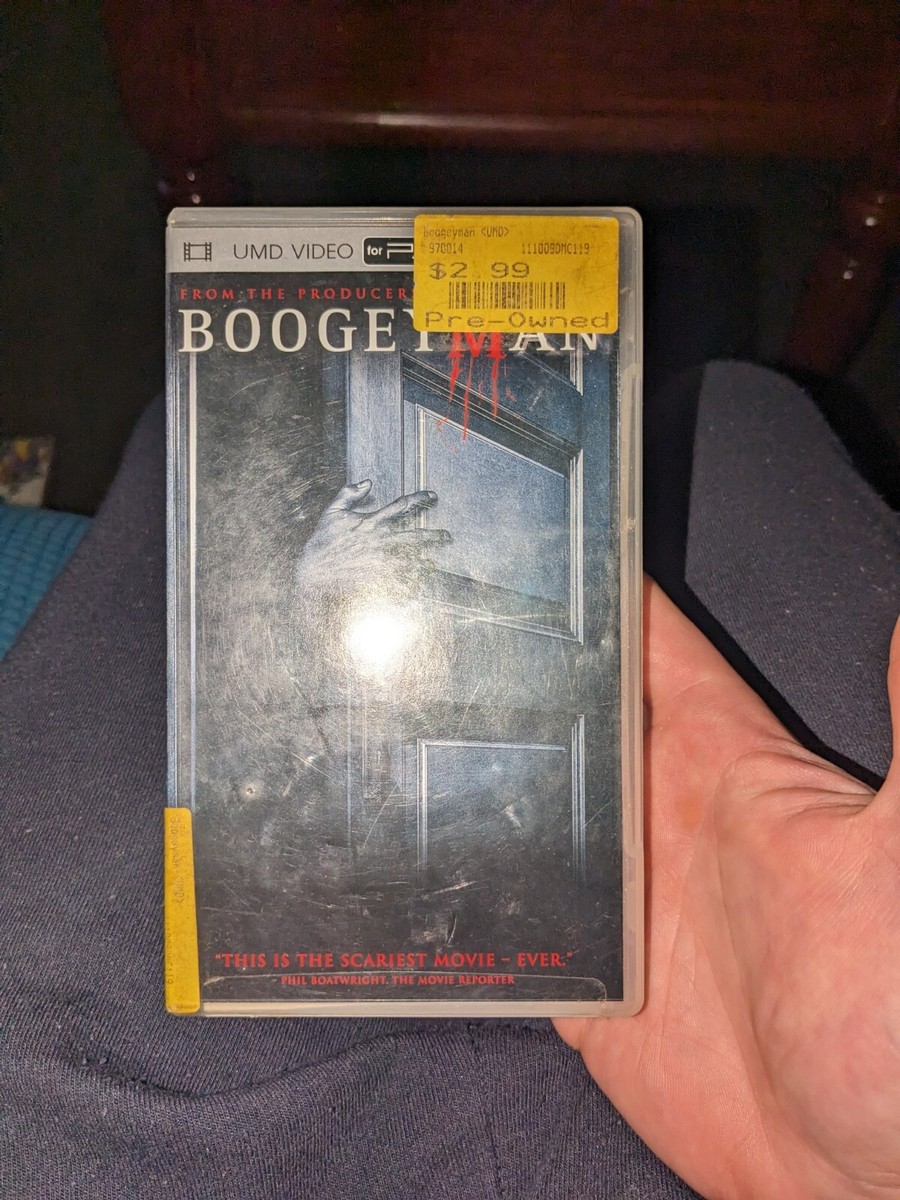 UMD VIDEO for P
Boogeyman <UMD>
970014 111009DMC119
$2.99
Pre-Owned
FROM THE PRODUCER
BOOGEYMAN
"THIS IS THE SCARIEST MOVIE – EVER."
PHIL BOATWRIGHT, THE MOVIE REPORTER